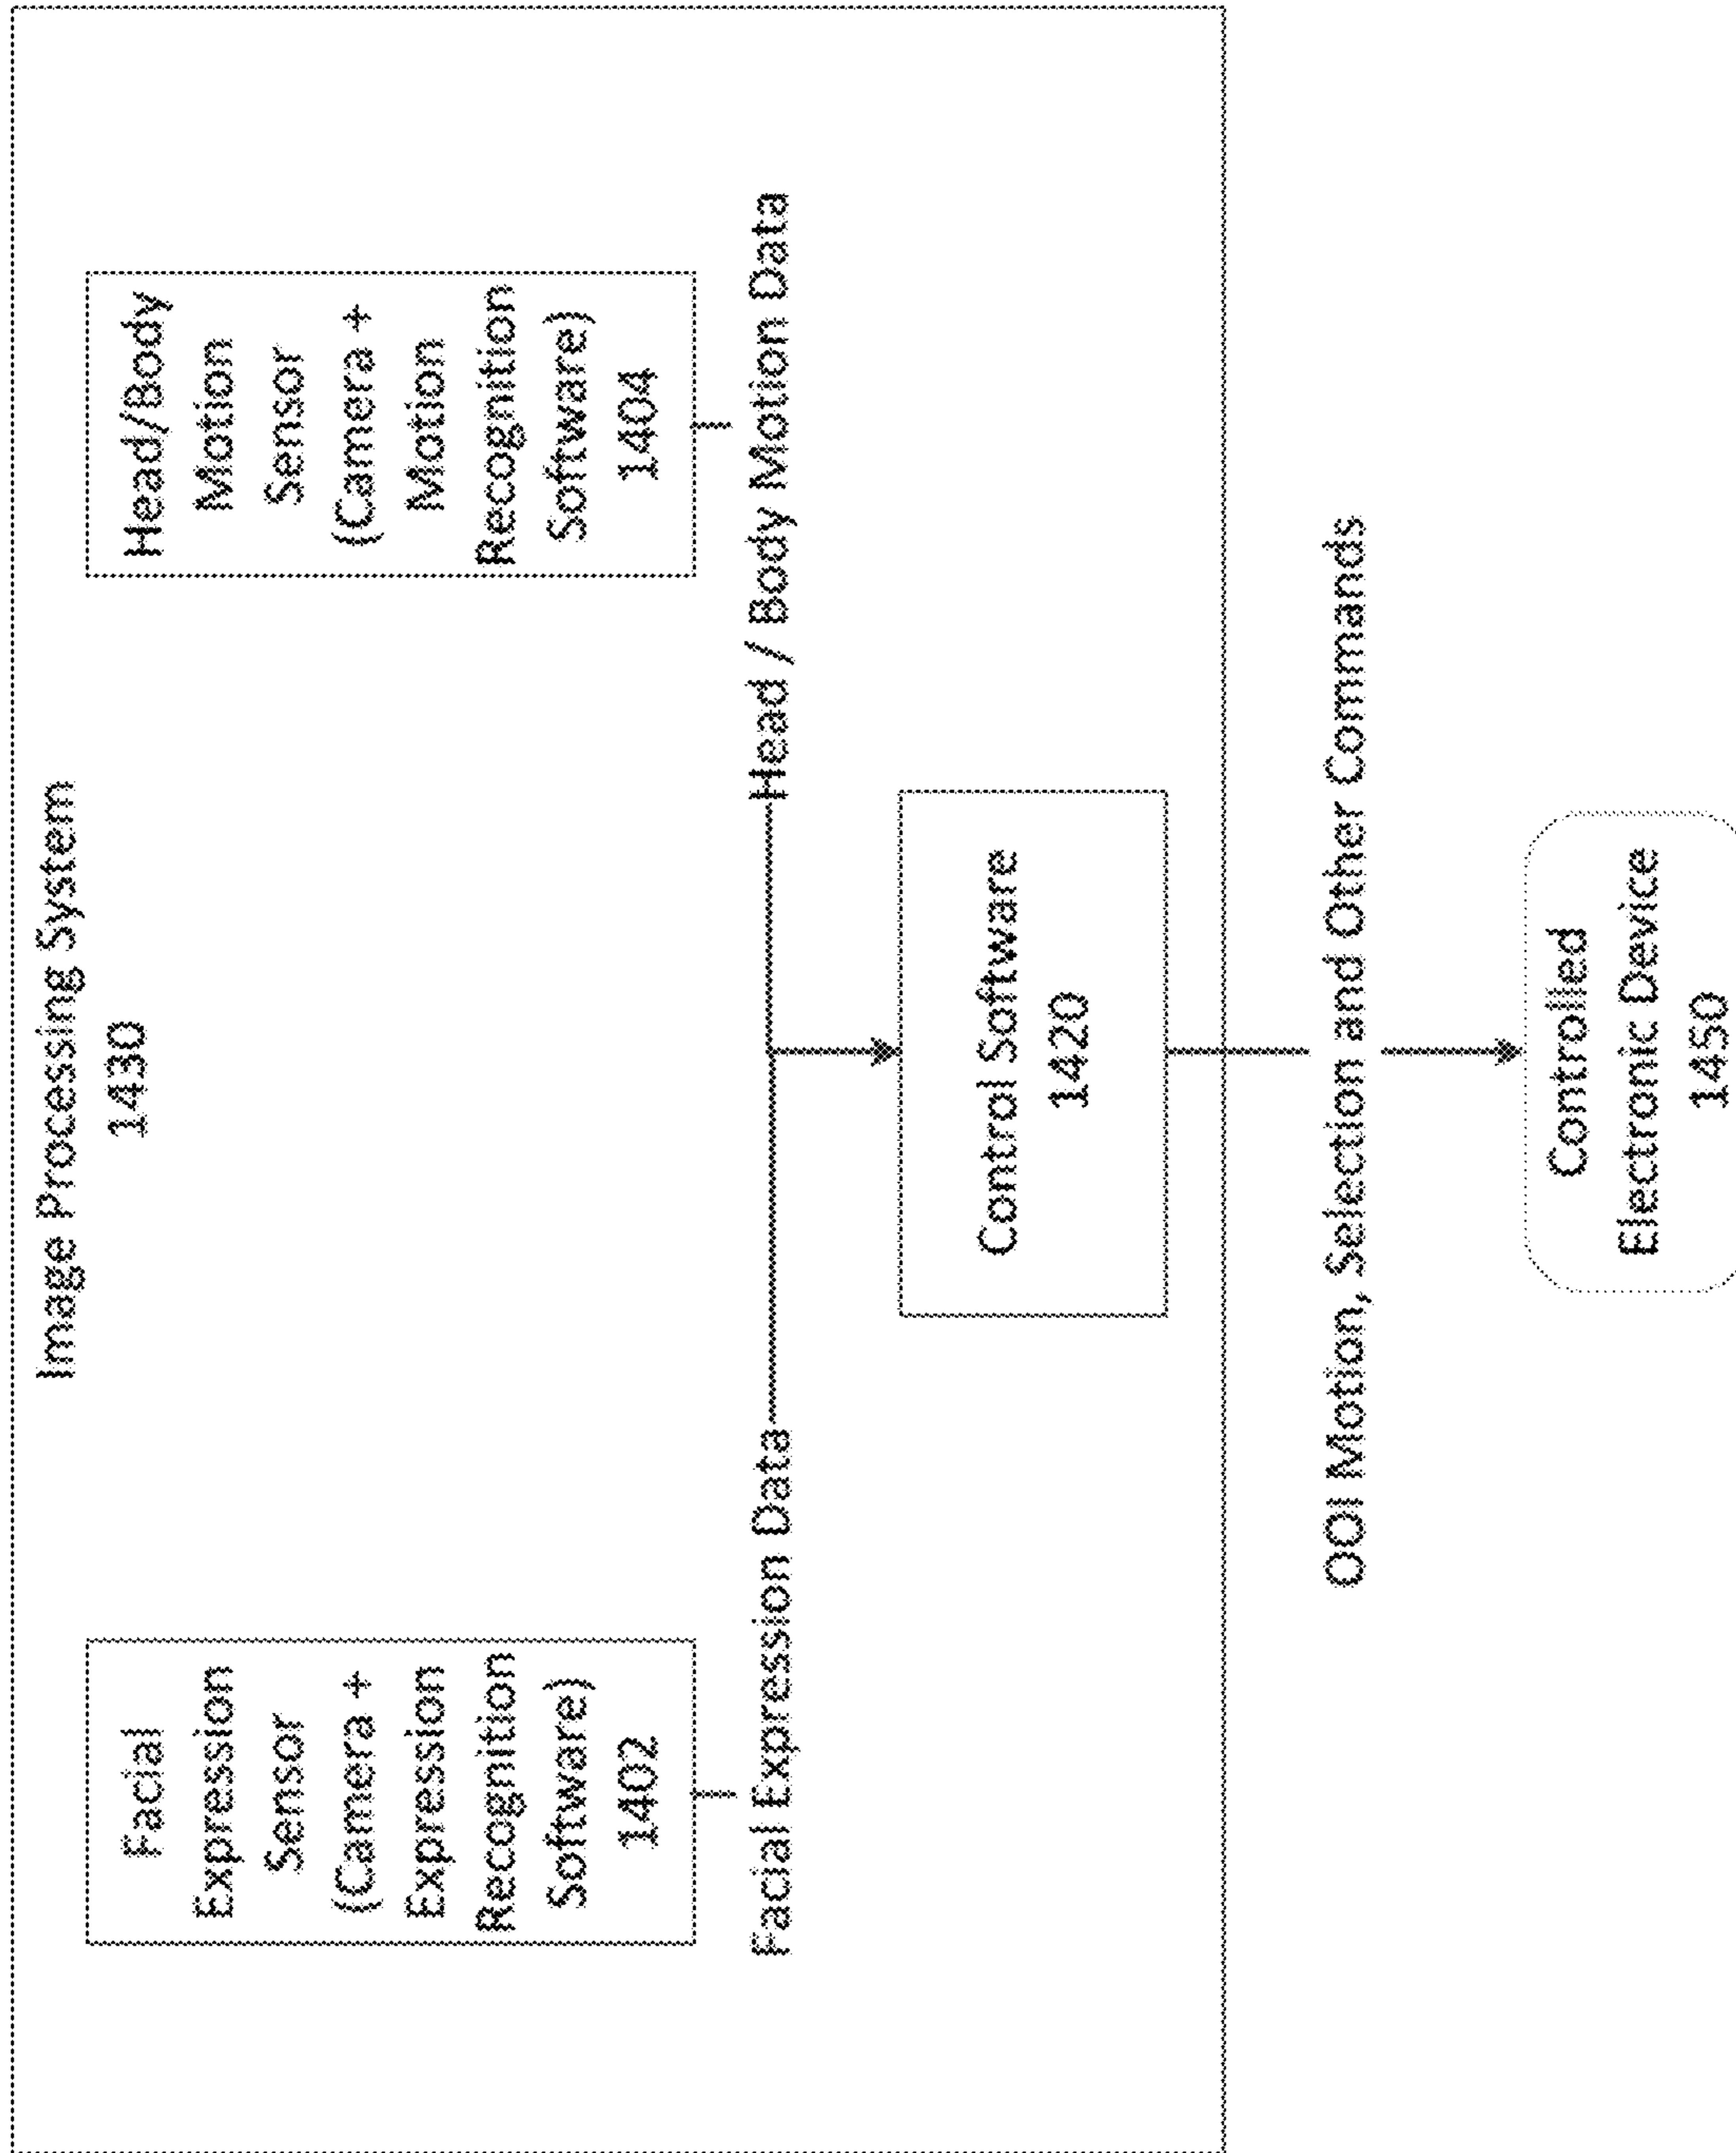 Image Processing System
1430
Facial
Expression
Sensor
(Camera +
Expression
Recognition
Software)
1402
Head/Body
Motion
Sensor
(Camera +
Motion
Recognition
Software)
1404
Facial Expression Data
Head / Body Motion Data
Control Software
1420
OOI Motion, Selection and Other Commands
Controlled
Electronic Device
1450